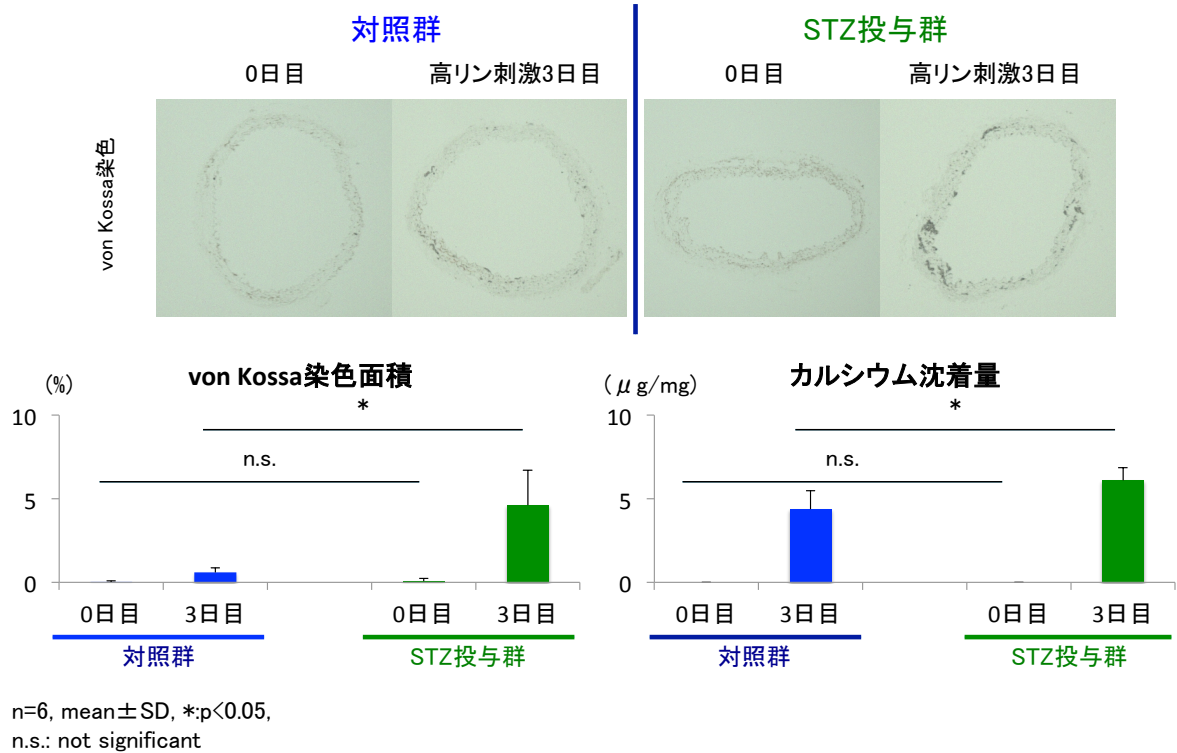 対照群
STZ投与群
0日目
高リン刺激3日目
0日目
高リン刺激3日目
von Kossa染色
(%)
von Kossa染色面積
10
5
0
*
n.s.
0日目
3日目
0日目
3日目
対照群
STZ投与群
(μg/mg)
カルシウム沈着量
10
5
0
*
n.s.
0日目
3日目
0日目
3日目
対照群
STZ投与群
n=6, mean±SD, *:p<0.05,
n.s.: not significant